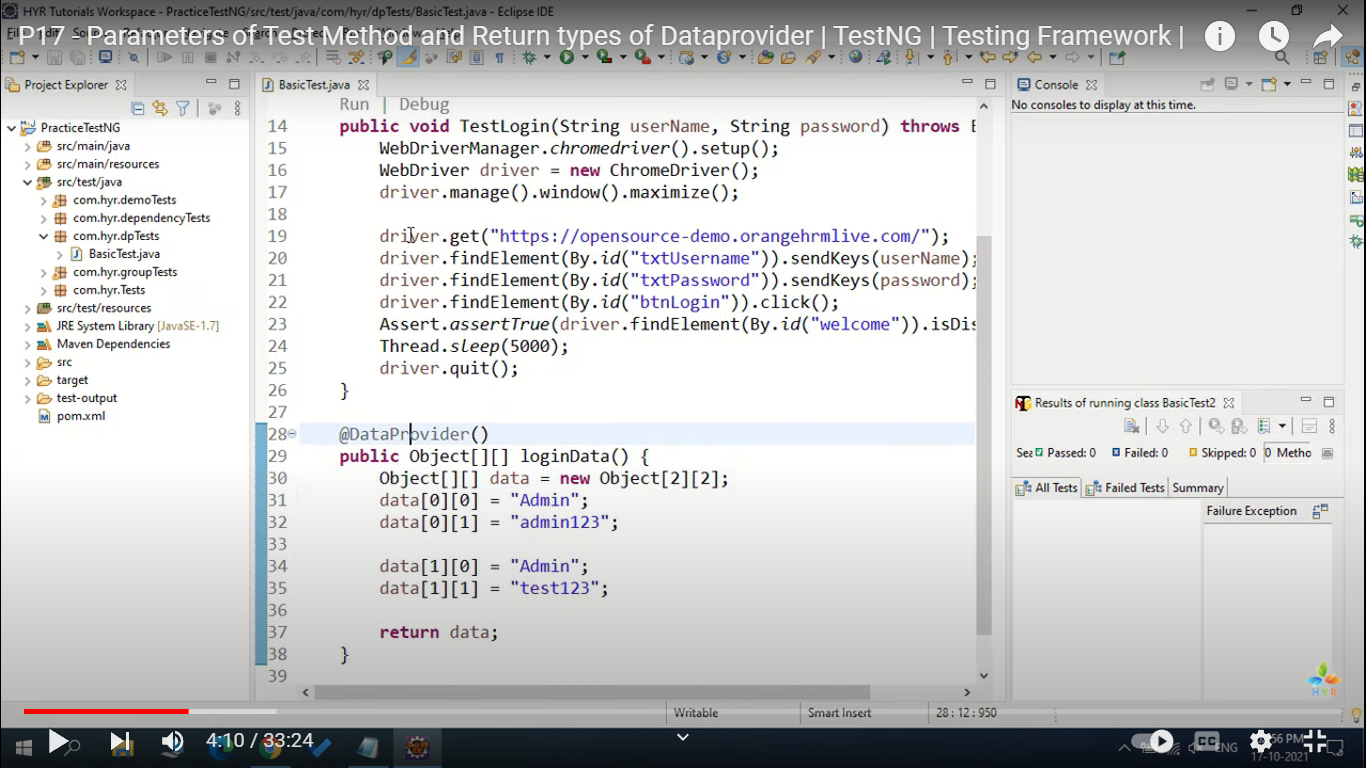 HYR Tutorials Workspace - PracticeTestNG/src/test/java/com/hyr/dpTests/BasicTest.java - Eclipse IDE
P17 - Parameters of Test Method and Return types of Dataprovider | TestNG | Testing Framework |
Project Explorer
PracticeTestNG
src/main/java
src/main/resources
src/test/java
com.hyr.demoTests
com.hyr.dependencyTests
com.hyr.dpTests
BasicTest.java
com.hyr.groupTests
com.hyr.Tests
src/test/resources
JRE System Library [JavaSE-1.7]
Maven Dependencies
src
target
test-output
pom.xml
BasicTest.java
Run | Debug
14 public void TestLogin(String userName, String password) throws E
15 WebDriverManager.chromedriver().setup();
16 WebDriver driver = new ChromeDriver();
17 driver.manage().window().maximize();
18
19 driver.get("https://opensource-demo.orangehrmlive.com/");
20 driver.findElement(By.id("txtUsername")).sendKeys(userName);
21 driver.findElement(By.id("txtPassword")).sendKeys(password);
22 driver.findElement(By.id("btnLogin")).click();
23 Assert.assertTrue(driver.findElement(By.id("welcome")).isDis
24 Thread.sleep(5000);
25 driver.quit();
26 }
27
28 @DataProvider()
29 public Object[][] loginData() {
30 Object[][] data = new Object[2][2];
31 data[0][0] = "Admin";
32 data[0][1] = "admin123";
33
34 data[1][0] = "Admin";
35 data[1][1] = "test123";
36
37 return data;
38 }
39
Console
No consoles to display at this time.
Results of running class BasicTest2
Sea Passed: 0 Failed: 0 Skipped: 0 0 Metho
All Tests Failed Tests Summary
Failure Exception
HYR
Writable Smart Insert 28 : 12 : 950
4:10 / 33:24
CC
ENG
:56 PM
17-10-2021